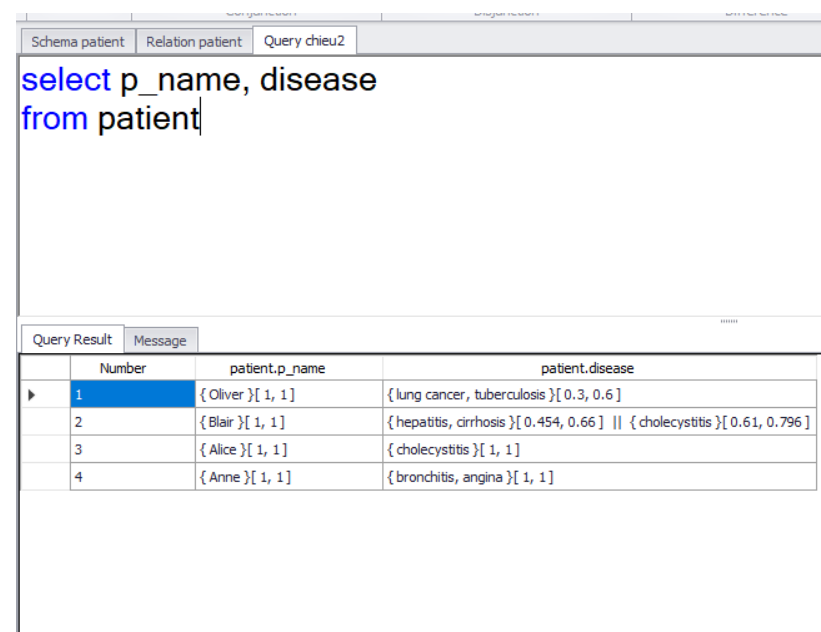 Schema patient Relation patient Query chieu2
select p_name, disease
from patient
Query Result Message
Number patient.p_name patient.disease
1 { Oliver }[ 1, 1 ] { lung cancer, tuberculosis }[ 0.3, 0.6 ]
2 { Blair }[ 1, 1 ] { hepatitis, cirrhosis }[ 0.454, 0.66 ] || { cholecystitis }[ 0.61, 0.796 ]
3 { Alice }[ 1, 1 ] { cholecystitis }[ 1, 1 ]
4 { Anne }[ 1, 1 ] { bronchitis, angina }[ 1, 1 ]